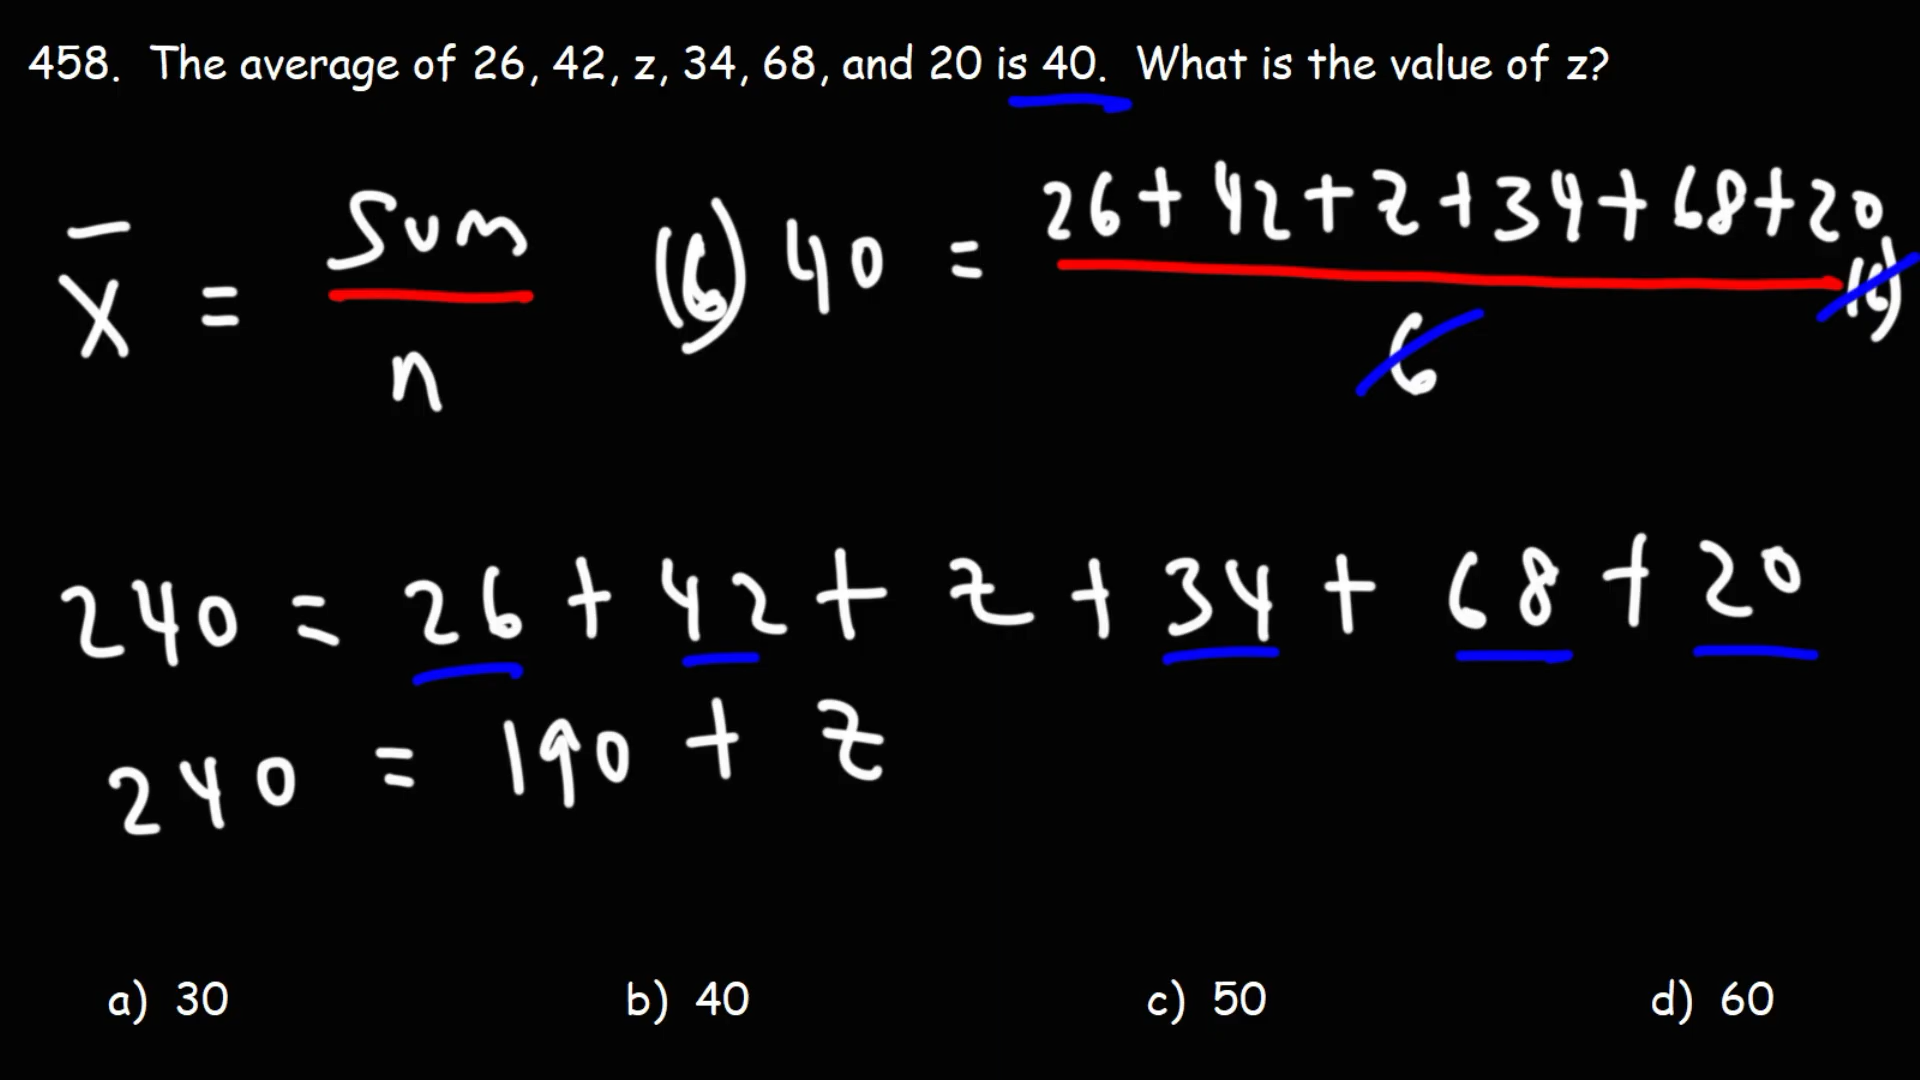 458. The average of 26, 42, z, 34, 68, and 20 is 40. What is the value of z?
x̄ = Sum / n
(6) 40 = 26 + 42 + z + 34 + 68 + 20 / 6 (6)
240 = 26 + 42 + z + 34 + 68 + 20
240 = 190 + z
a) 30 b) 40 c) 50 d) 60